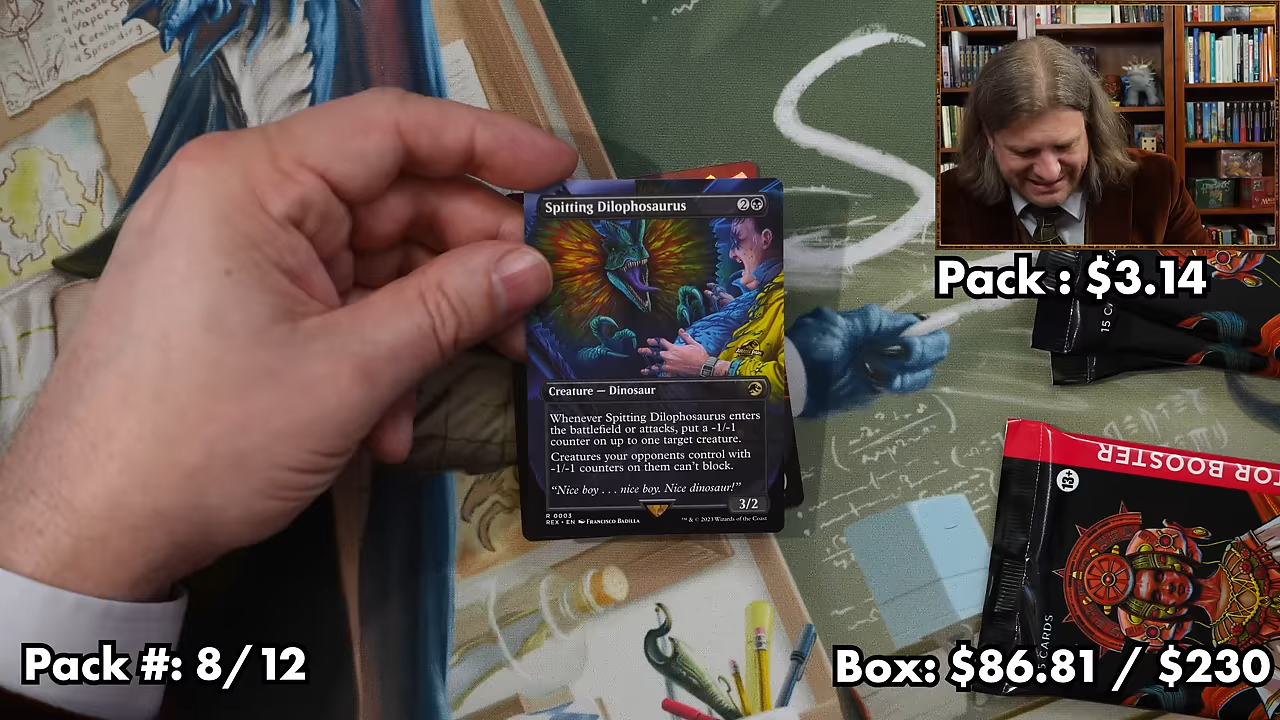 Spitting Dilophosaurus
2
Creature — Dinosaur
Whenever Spitting Dilophosaurus enters
the battlefield or attacks, put a -1/-1
counter on up to one target creature.
Creatures your opponents control with
-1/-1 counters on them can't block.
"Nice boy . . . nice boy. Nice dinosaur!"
3/2
R 0003
REX • EN Francisco Badilla
™ & © 2023 Wizards of the Coast
Pack : $3.14
15 C
TOR BOOSTER
13+
5 CARDS
Pack #: 8/12
Box: $86.81 / $230